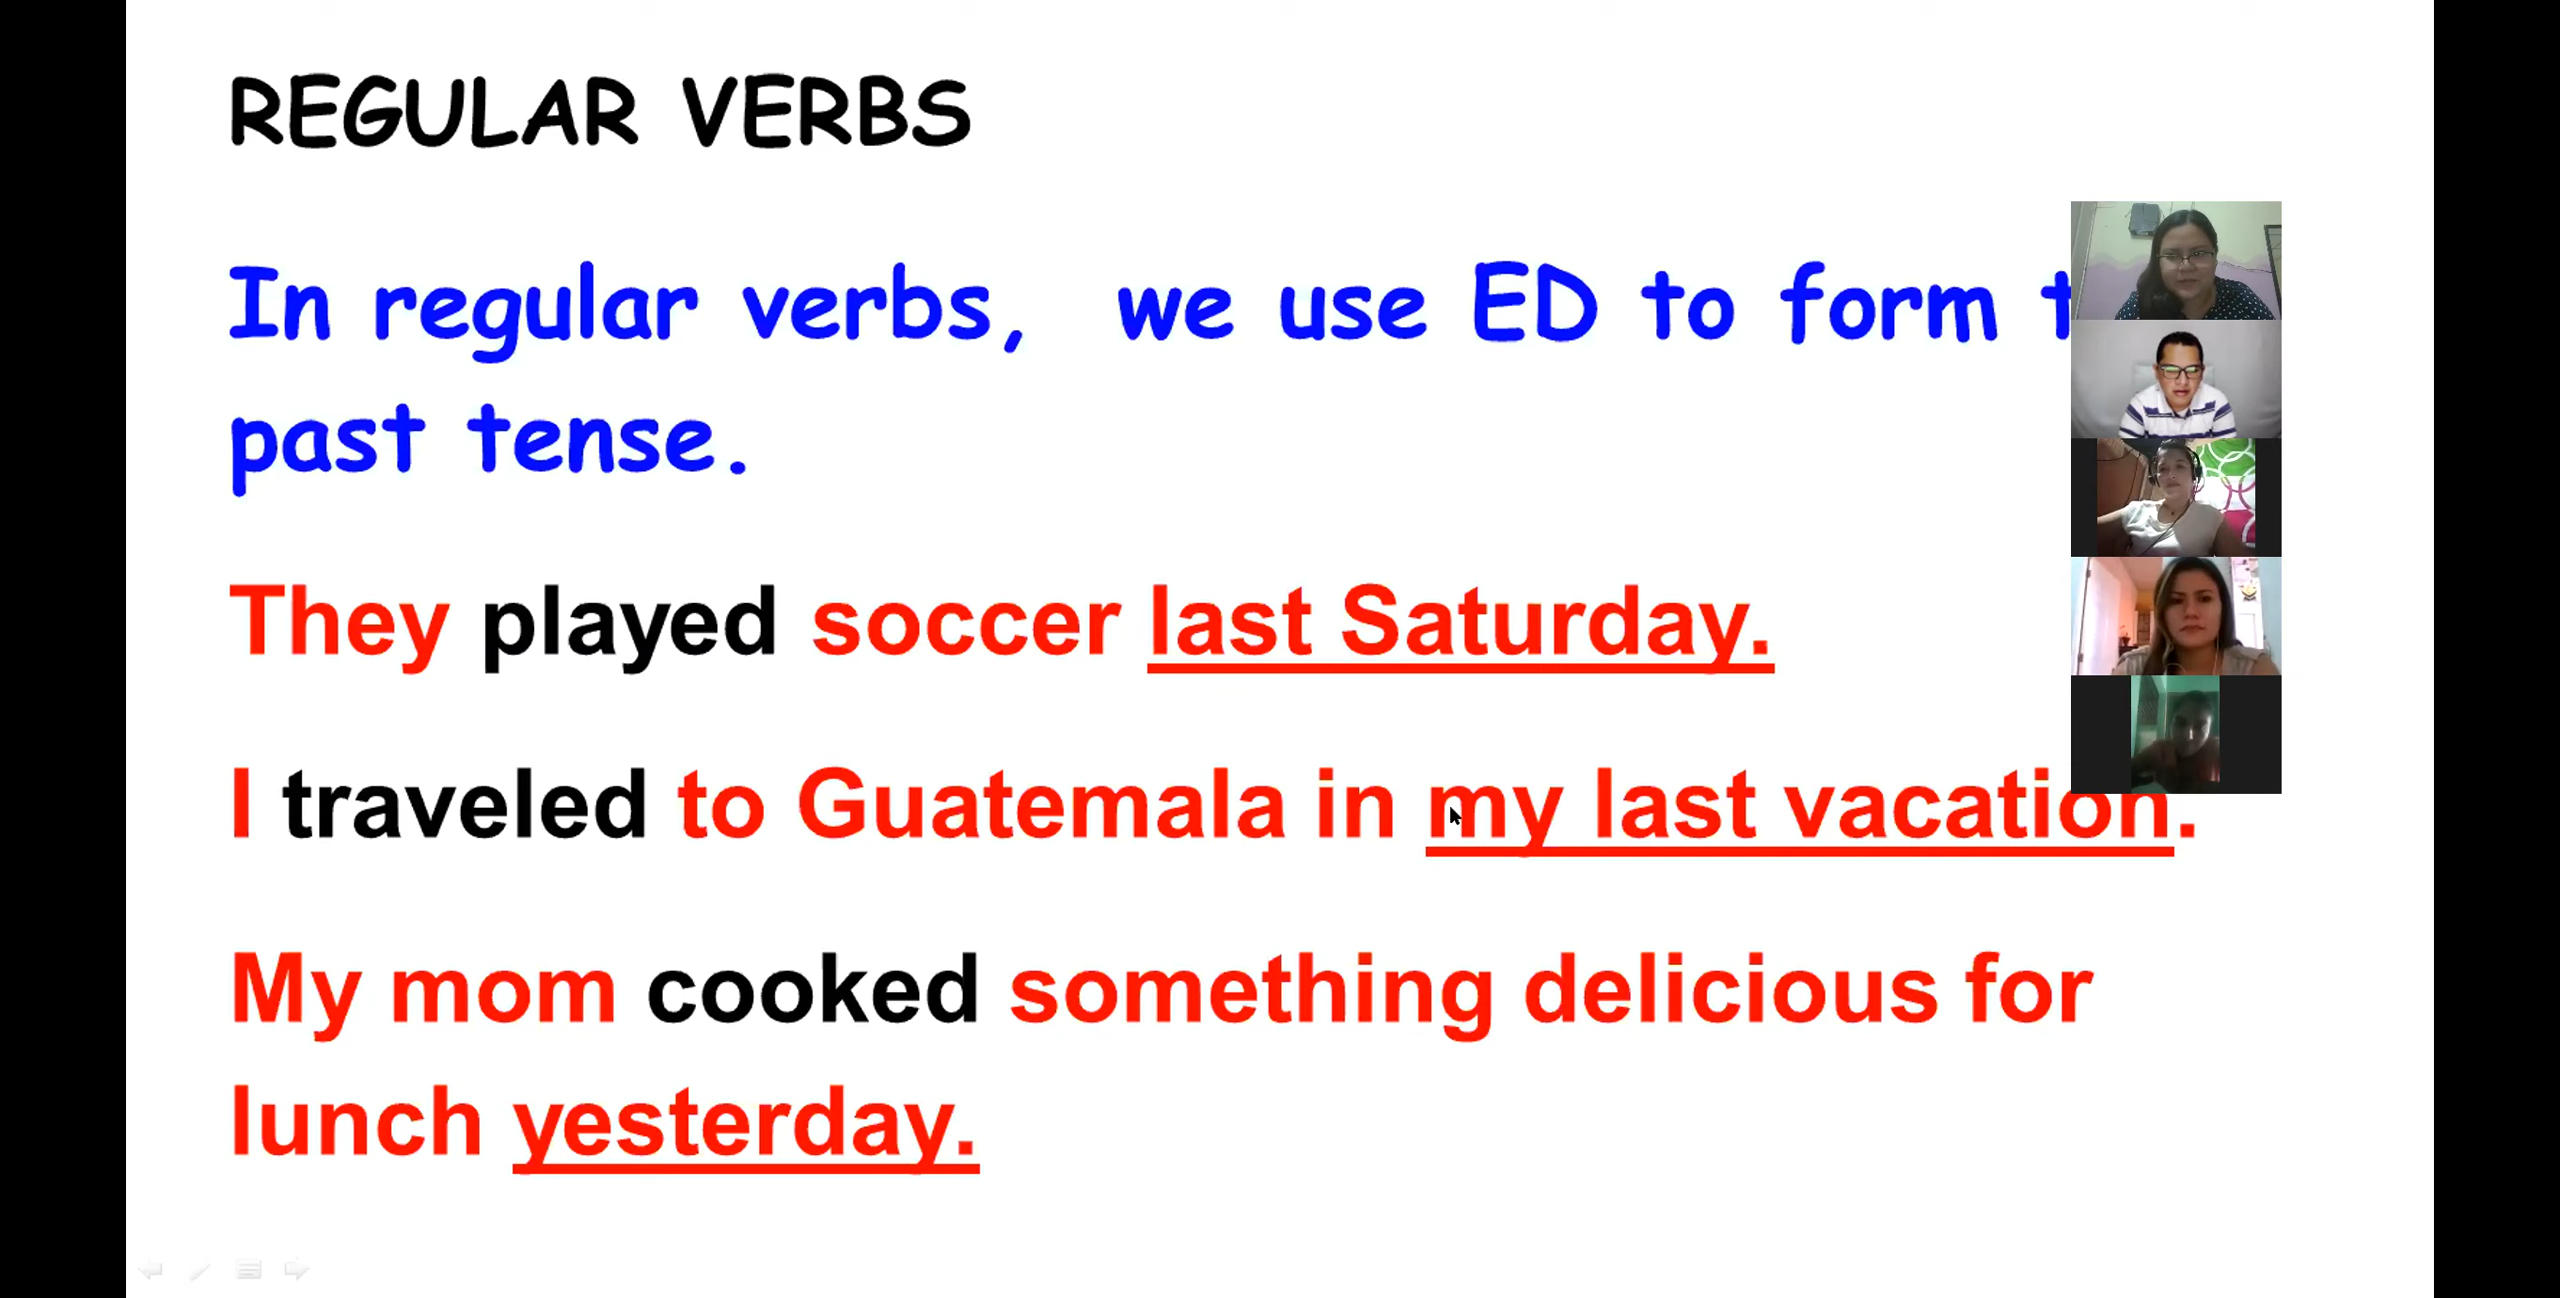 REGULAR VERBS
In regular verbs, we use ED to form
past tense.
They played soccer last Saturday.
I traveled to Guatemala in my last vacation.
My mom cooked something delicious for
lunch yesterday.